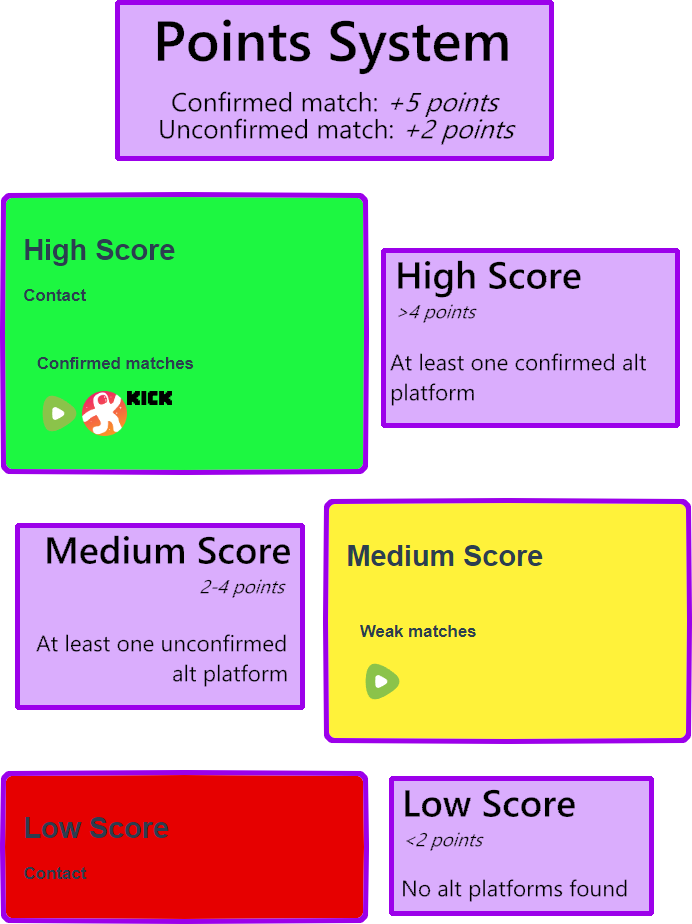 Points System
Confirmed match: +5 points
Unconfirmed match: +2 points
High Score
Contact
Confirmed matches
KICK
High Score
>4 points
At least one confirmed alt
platform
Medium Score
2-4 points
At least one unconfirmed
alt platform
Medium Score
Weak matches
Low Score
Contact
Low Score
<2 points
No alt platforms found